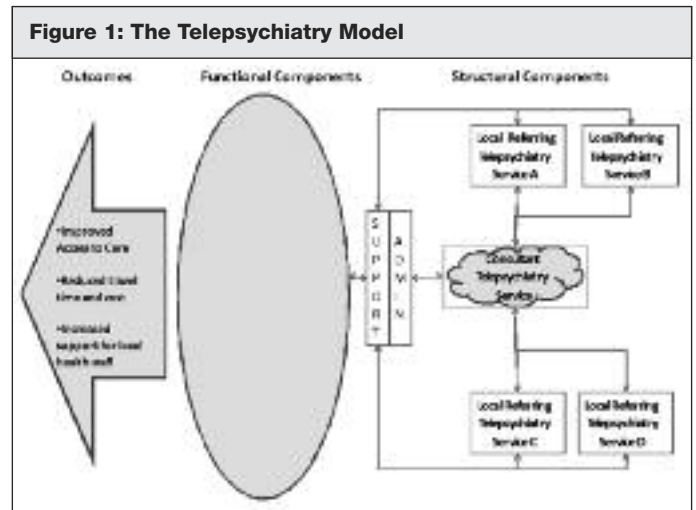 Figure 1: The Telepsychiatry Model
Outcomes
Functional Components
Structural Components
•Improved
Access to Care
•Reduced travel
time and cost
•Increased
support for local
health staff
SUPPORT
ADMIN
Local Referring
Telepsychiatry
Service A
Local Referring
Telepsychiatry
Service B
Consultant
Telepsychiatry
Service
Local Referring
Telepsychiatry
Service C
Local Referring
Telepsychiatry
Service D